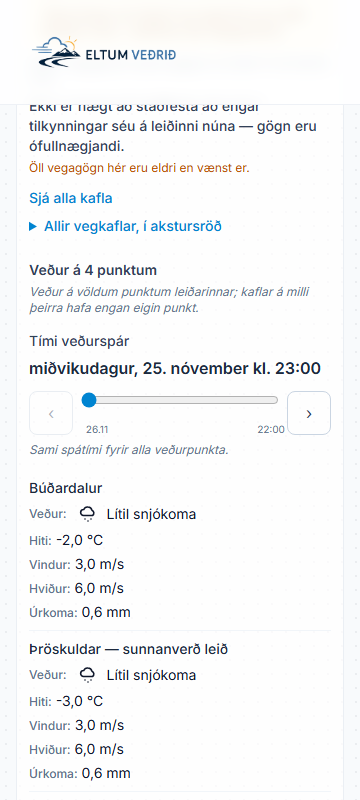 ELTUM VEÐRIÐ
Ekki er hægt að staðfesta að engar
tilkynningar séu á leiðinni núna — gögn eru
ófullnægjandi.
Öll vegagögn hér eru eldri en vænst er.
Sjá alla kafla
▶ Allir vegkaflar, í akstursröð
Veður á 4 punktum
Veður á völdum punktum leiðarinnar; kaflar á milli
þeirra hafa engan eigin punkt.
Tími veðurspár
miðvikudagur, 25. nóvember kl. 23:00
‹ ›
26.11 22:00
Sami spátími fyrir alla veðurpunkta.
Búðardalur
Veður: Lítil snjókoma
Hiti: -2,0 °C
Vindur: 3,0 m/s
Hviður: 6,0 m/s
Úrkoma: 0,6 mm
Þröskuldar — sunnanverð leið
Veður: Lítil snjókoma
Hiti: -3,0 °C
Vindur: 3,0 m/s
Hviður: 6,0 m/s
Úrkoma: 0,6 mm